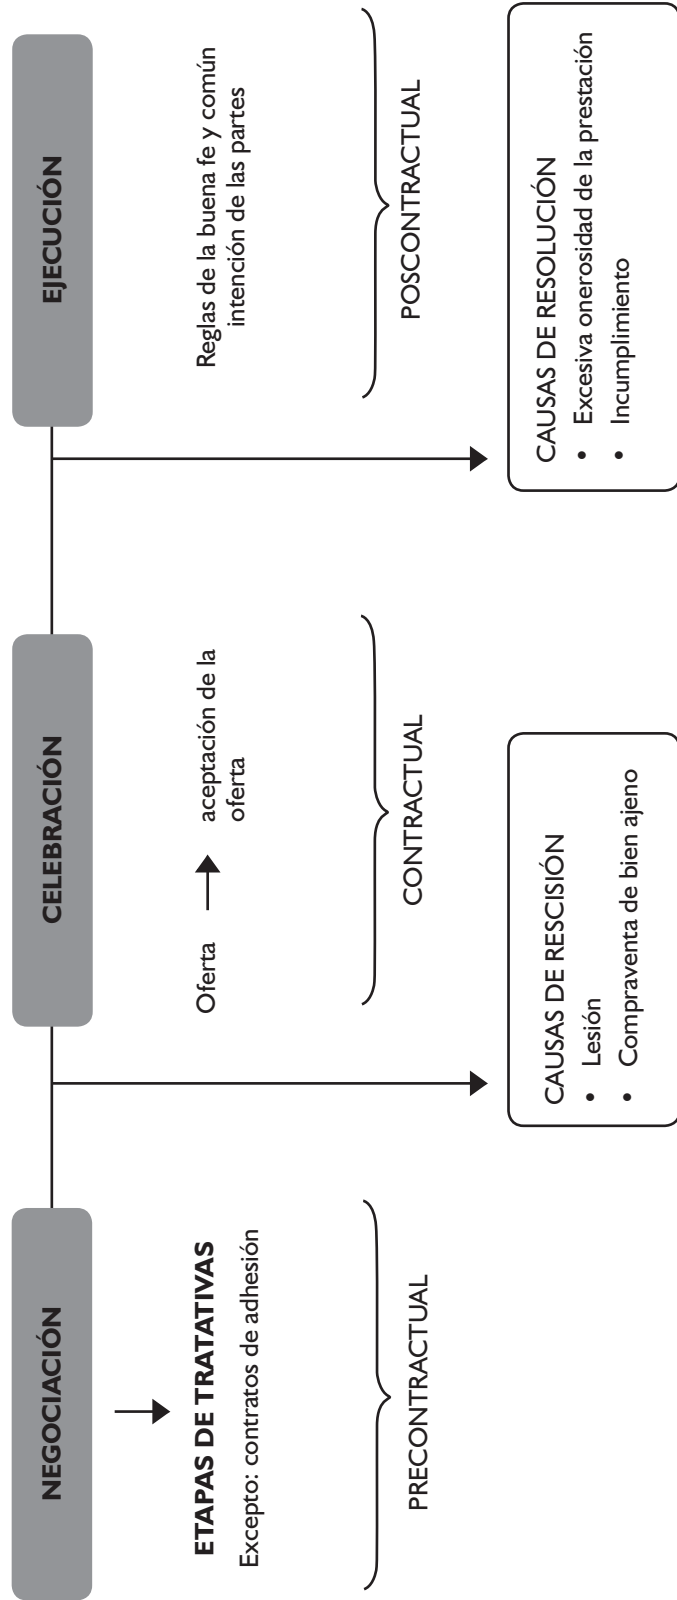 NEGOCIACIÓN
ETAPAS DE TRATATIVAS
Excepto: contratos de adhesión
PRECONTRACTUAL
CELEBRACIÓN
Oferta
aceptación de la
oferta
CONTRACTUAL
CAUSAS DE RESCISIÓN
• Lesión
• Compraventa de bien ajeno
EJECUCIÓN
Reglas de la buena fe y común
intención de las partes
POSCONTRACTUAL
CAUSAS DE RESOLUCIÓN
• Excesiva onerosidad de la prestación
• Incumplimiento